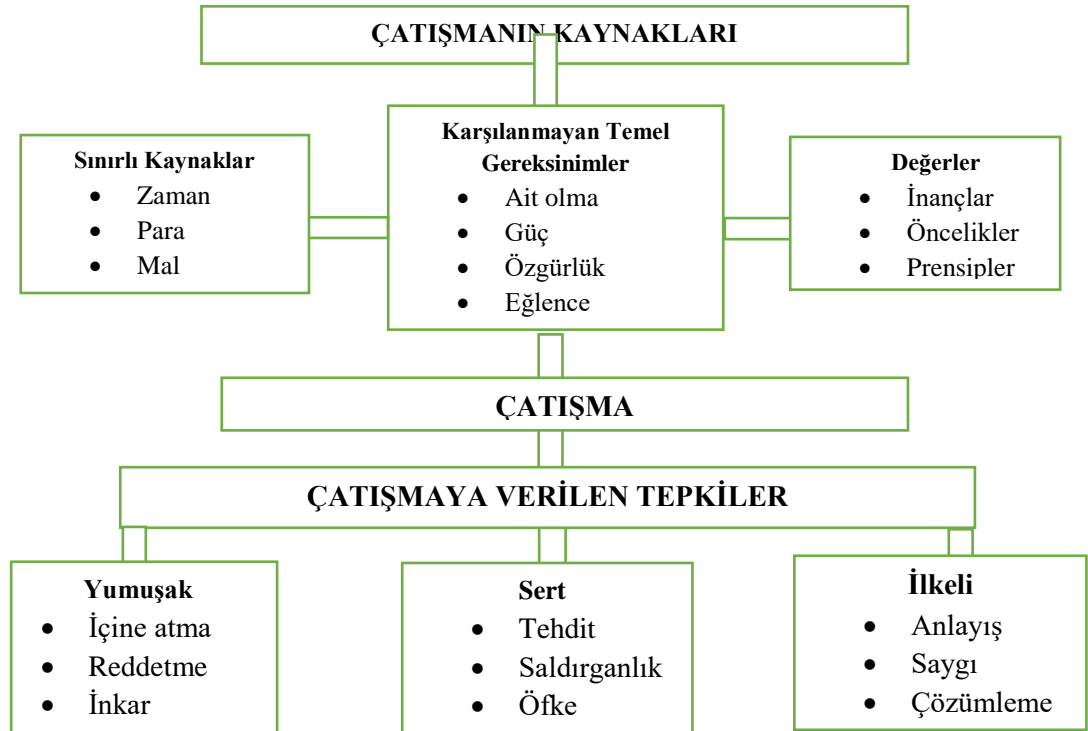 ÇATIŞMANIN KAYNAKLARI
Sınırlı Kaynaklar
• Zaman
• Para
• Mal
Karşılanmayan Temel
Gereksinimler
• Ait olma
• Güç
• Özgürlük
• Eğlence
Değerler
• İnançlar
• Öncelikler
• Prensipler
ÇATIŞMA
ÇATIŞMAYA VERİLEN TEPKİLER
Yumuşak
• İçine atma
• Reddetme
• İnkar
Sert
• Tehdit
• Saldırganlık
• Öfke
İlkeli
• Anlayış
• Saygı
• Çözümleme